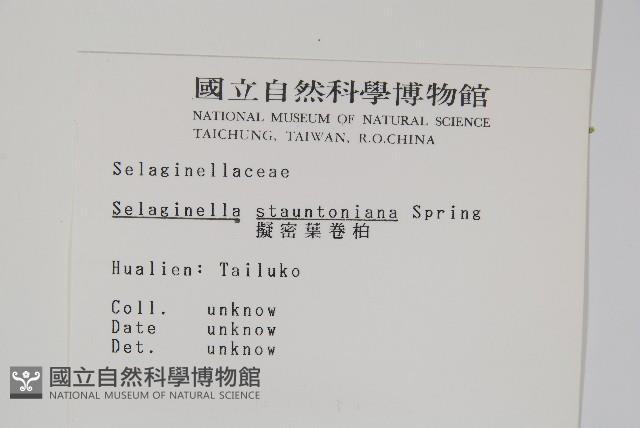 國立自然科學博物館
NATIONAL MUSEUM OF NATURAL SCIENCE
TAICHUNG, TAIWAN, R.O.CHINA
Selaginellaceae
Selaginella stauntoniana Spring
擬密葉卷柏
Hualien: Tailuko
Coll. unknow
Date unknow
Det. unknow
國立自然科學博物館
NATIONAL MUSEUM OF NATURAL SCIENCE